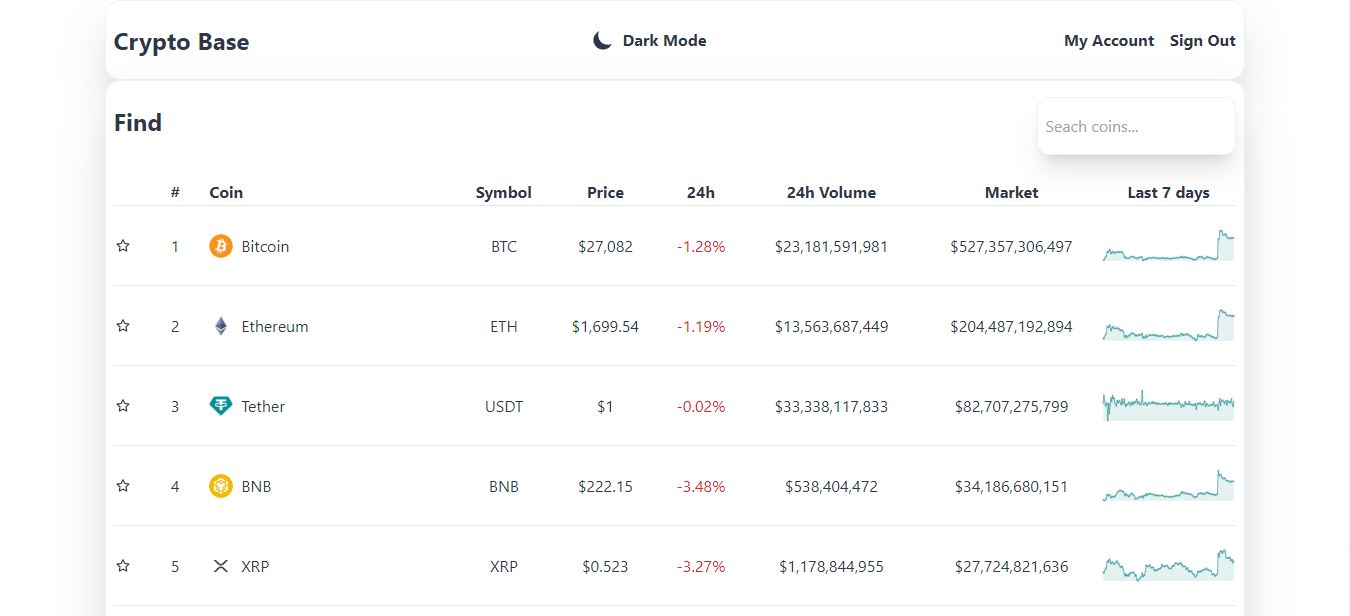 Crypto Base Dark Mode My Account Sign Out
Find Seach coins...
# Coin Symbol Price 24h 24h Volume Market Last 7 days
1 Bitcoin BTC $27,082 -1.28% $23,181,591,981 $527,357,306,497
2 Ethereum ETH $1,699.54 -1.19% $13,563,687,449 $204,487,192,894
3 Tether USDT $1 -0.02% $33,338,117,833 $82,707,275,799
4 BNB BNB $222.15 -3.48% $538,404,472 $34,186,680,151
5 XRP XRP $0.523 -3.27% $1,178,844,955 $27,724,821,636